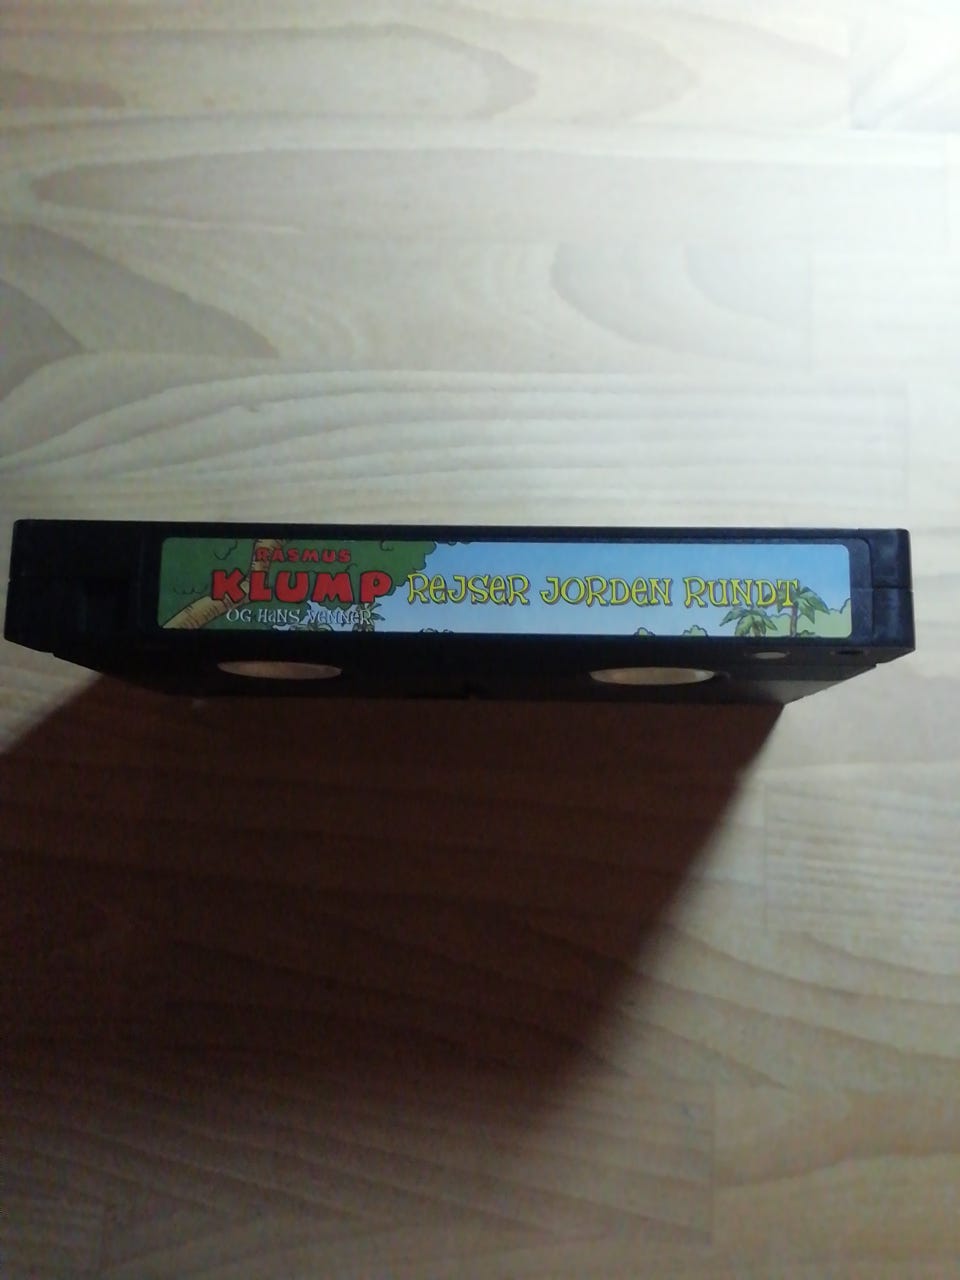 RASMUS
KLUMP
OG HANS VENNER
REJSER JORDEN RUNDT